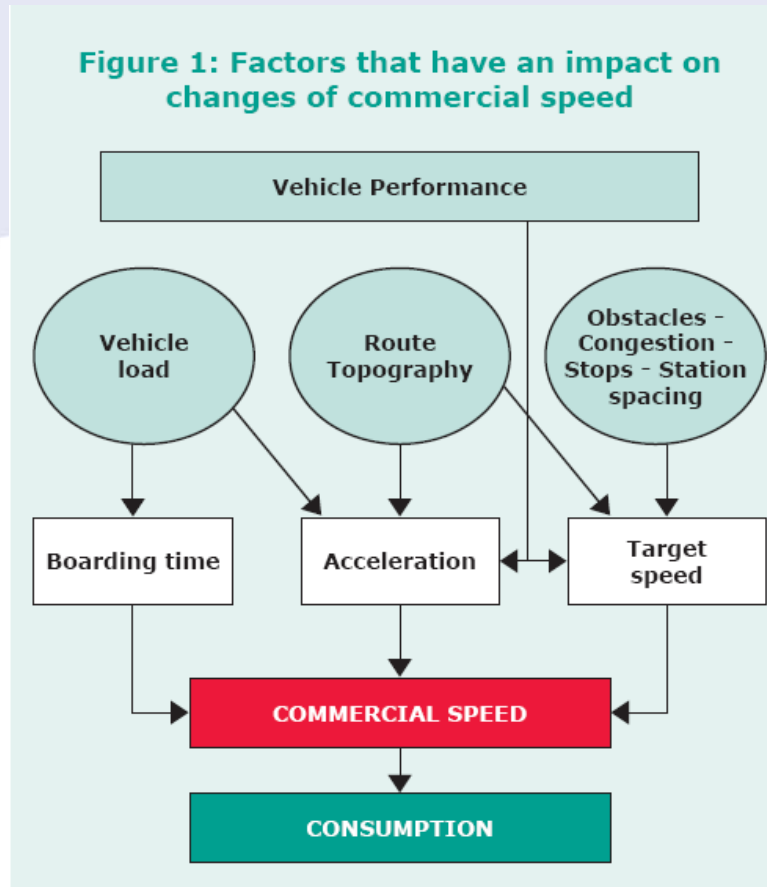 Figure 1: Factors that have an impact on
changes of commercial speed
Vehicle Performance
Vehicle
load
Route
Topography
Obstacles -
Congestion -
Stops - Station
spacing
Boarding time
Acceleration
Target
speed
COMMERCIAL SPEED
CONSUMPTION